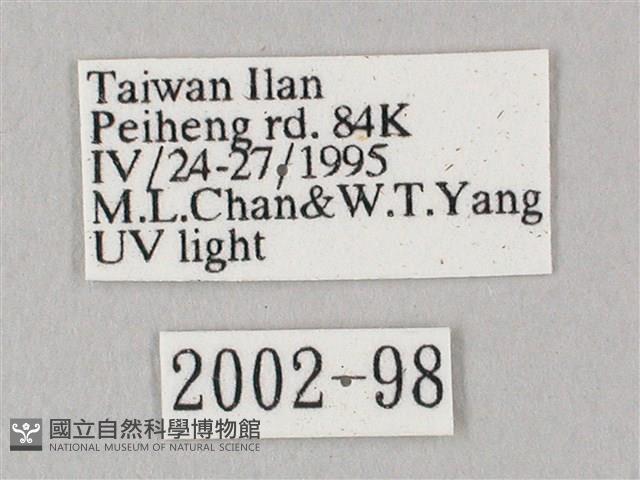 Taiwan Ilan
Peiheng rd. 84K
IV/24-27/1995
M.L.Chan&W.T.Yang
UV light
2002-98
國立自然科學博物館
NATIONAL MUSEUM OF NATURAL SCIENCE